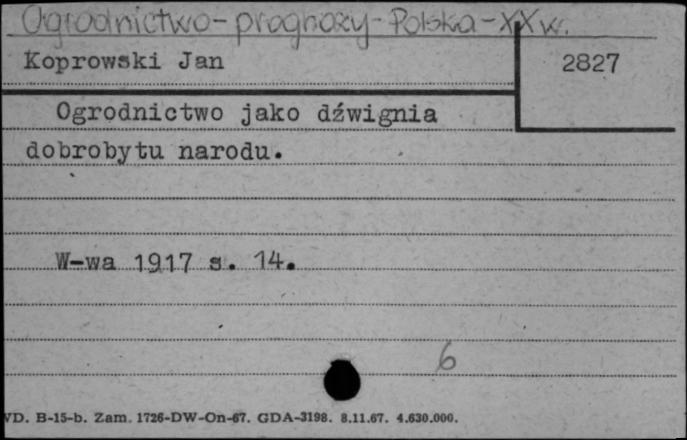 Ogrodnictwo - prognozy - Polska - XX w.
Koprowski Jan
2827
Ogrodnictwo jako dźwignia
dobrobytu narodu.
W-wa 1917 s. 14.
6
WD. B-15-b. Zam. 1726-DW-On-67. GDA-3198. 8.11.67. 4.630.000.